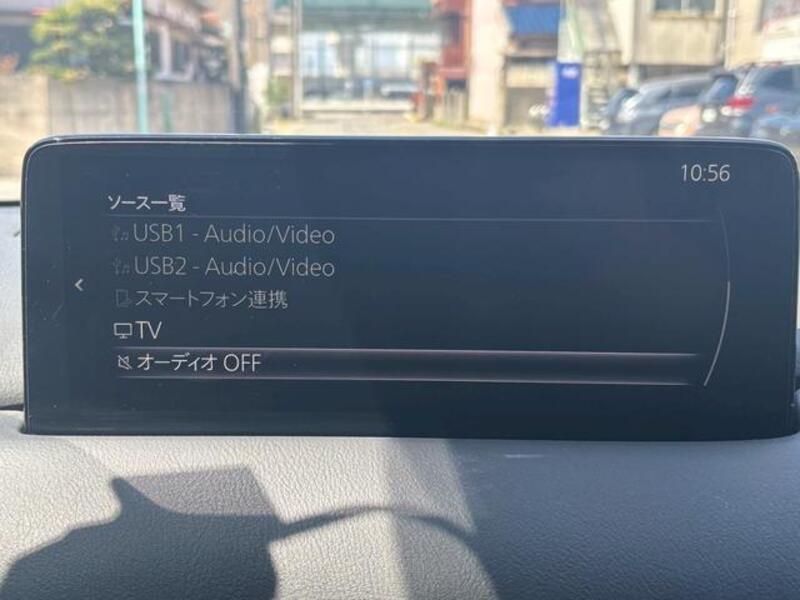 10:56
ソース一覧
USB1 - Audio/Video
USB2 - Audio/Video
スマートフォン連携
TV
オーディオ OFF